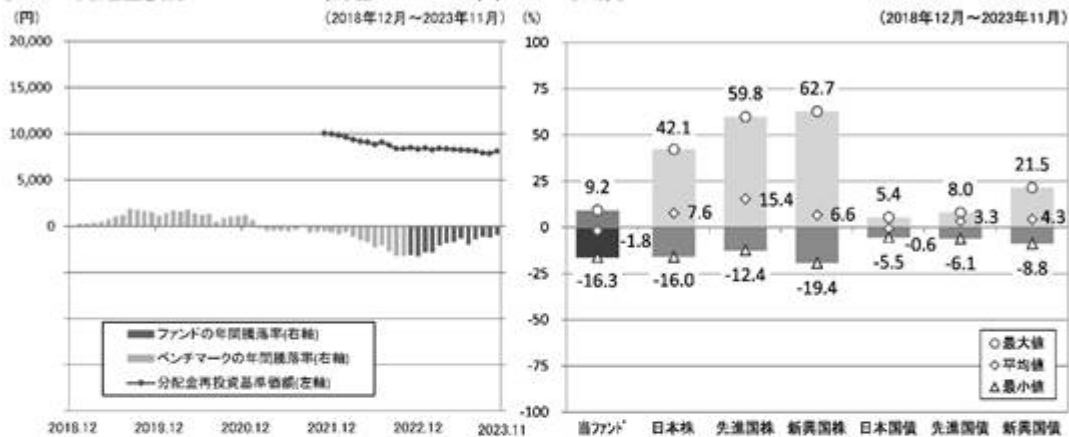 (円)
(2018年12月～2023年11月)
20,000
15,000
10,000
5,000
0
ファンドの年間騰落率(右軸)
ベンチマークの年間騰落率(右軸)
分配金再投資基準価額(左軸)
2018.12 2019.12 2020.12 2021.12 2022.12 2023.11
(%)
(2018年12月～2023年11月)
100
75
50
25
0
-25
-50
-75
-100
9.2 42.1 59.8 62.7 5.4 8.0 21.5
-1.8 7.6 15.4 6.6 -0.6 3.3 4.3
-16.3 -16.0 -12.4 -19.4 -5.5 -6.1 -8.8
最大値
平均値
最小値
当ファンド 日本株 先進国株 新興国株 日本国債 先進国債 新興国債